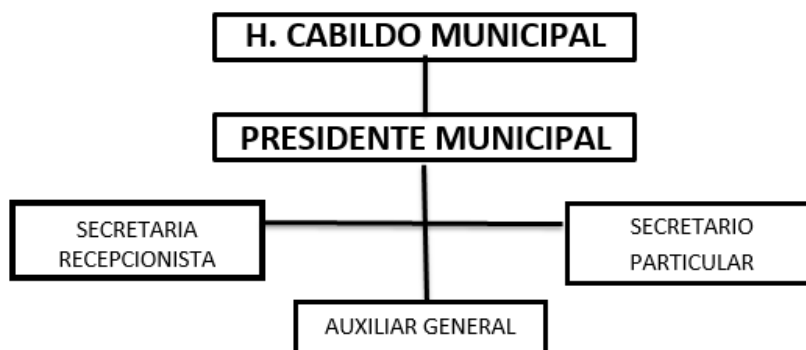 H. CABILDO MUNICIPAL
PRESIDENTE MUNICIPAL
SECRETARIA
RECEPCIONISTA
SECRETARIO
PARTICULAR
AUXILIAR GENERAL